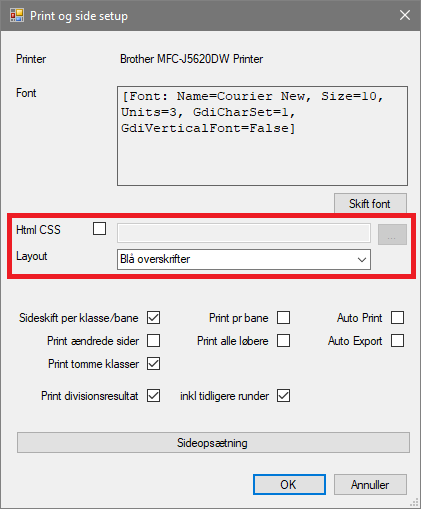 Print og side setup
Printer Brother MFC-J5620DW Printer
Font [Font: Name=Courier New, Size=10,
Units=3, GdiCharSet=1,
GdiVerticalFont=False]
Skift font
Html CSS ...
Layout Blå overskrifter
Sideskift per klasse/bane Print pr bane Auto Print
Print ændrede sider Print alle løbere Auto Export
Print tomme klasser
Print divisionsresultat inkl tidligere runder
Sideopsætning
OK Annuller